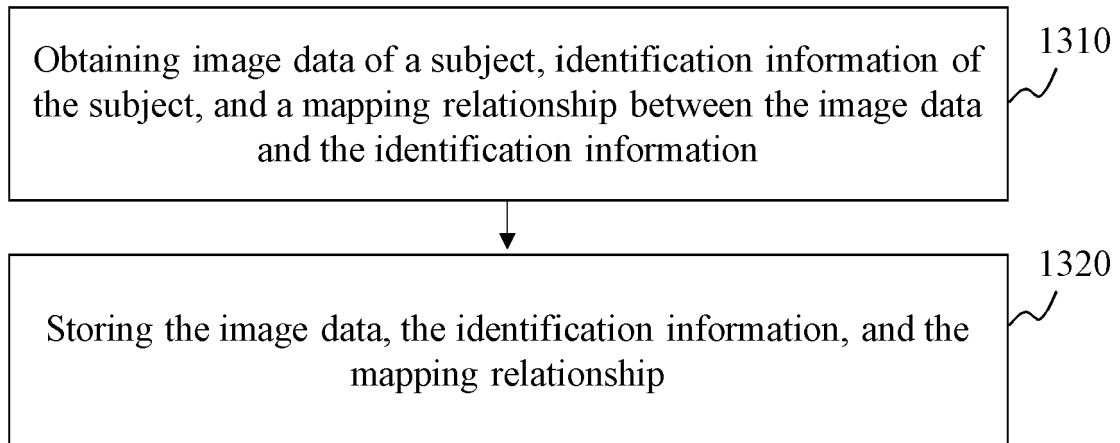 1310
Obtaining image data of a subject, identification information of
the subject, and a mapping relationship between the image data
and the identification information
1320
Storing the image data, the identification information, and the
mapping relationship